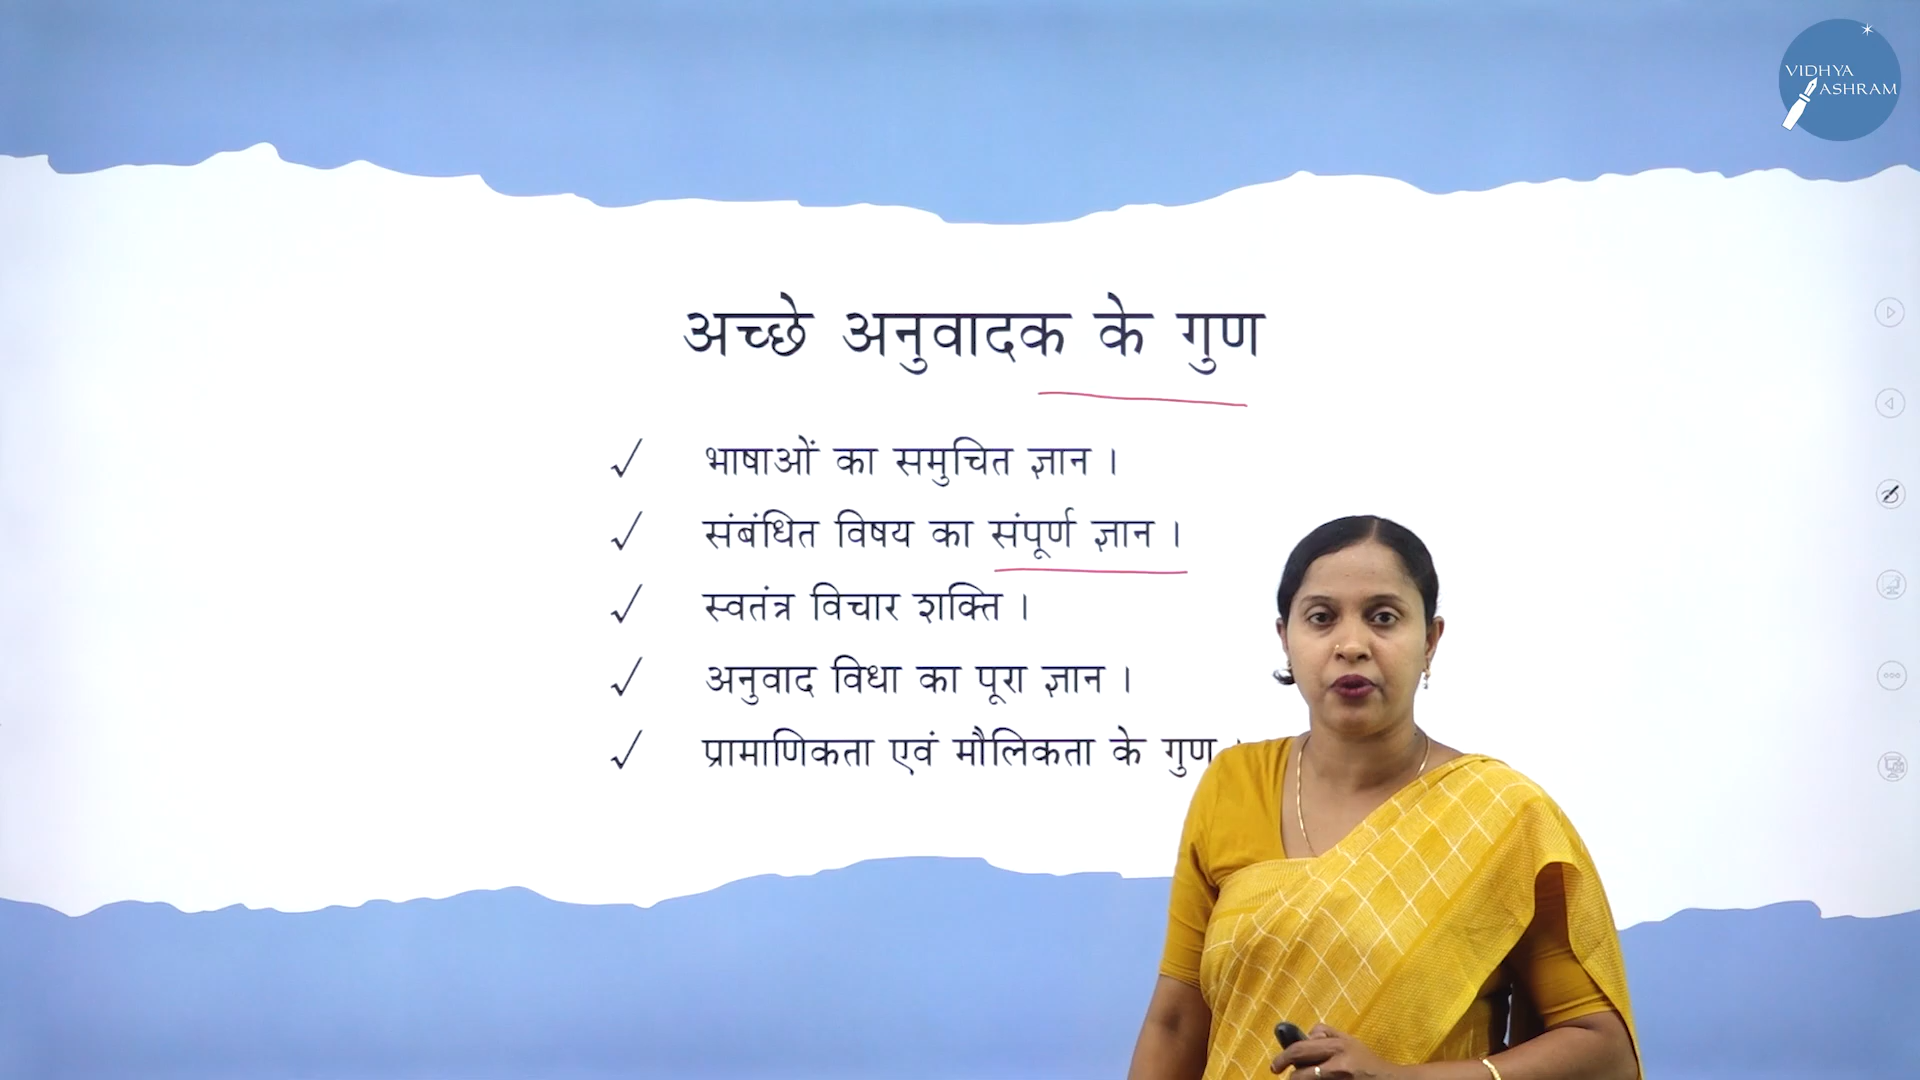 VIDHYA
ASHRAM
अच्छे अनुवादक के गुण
✓ भाषाओं का समुचित ज्ञान ।
✓ संबंधित विषय का संपूर्ण ज्ञान ।
✓ स्वतंत्र विचार शक्ति ।
✓ अनुवाद विधा का पूरा ज्ञान ।
✓ प्रामाणिकता एवं मौलिकता के गुण ।